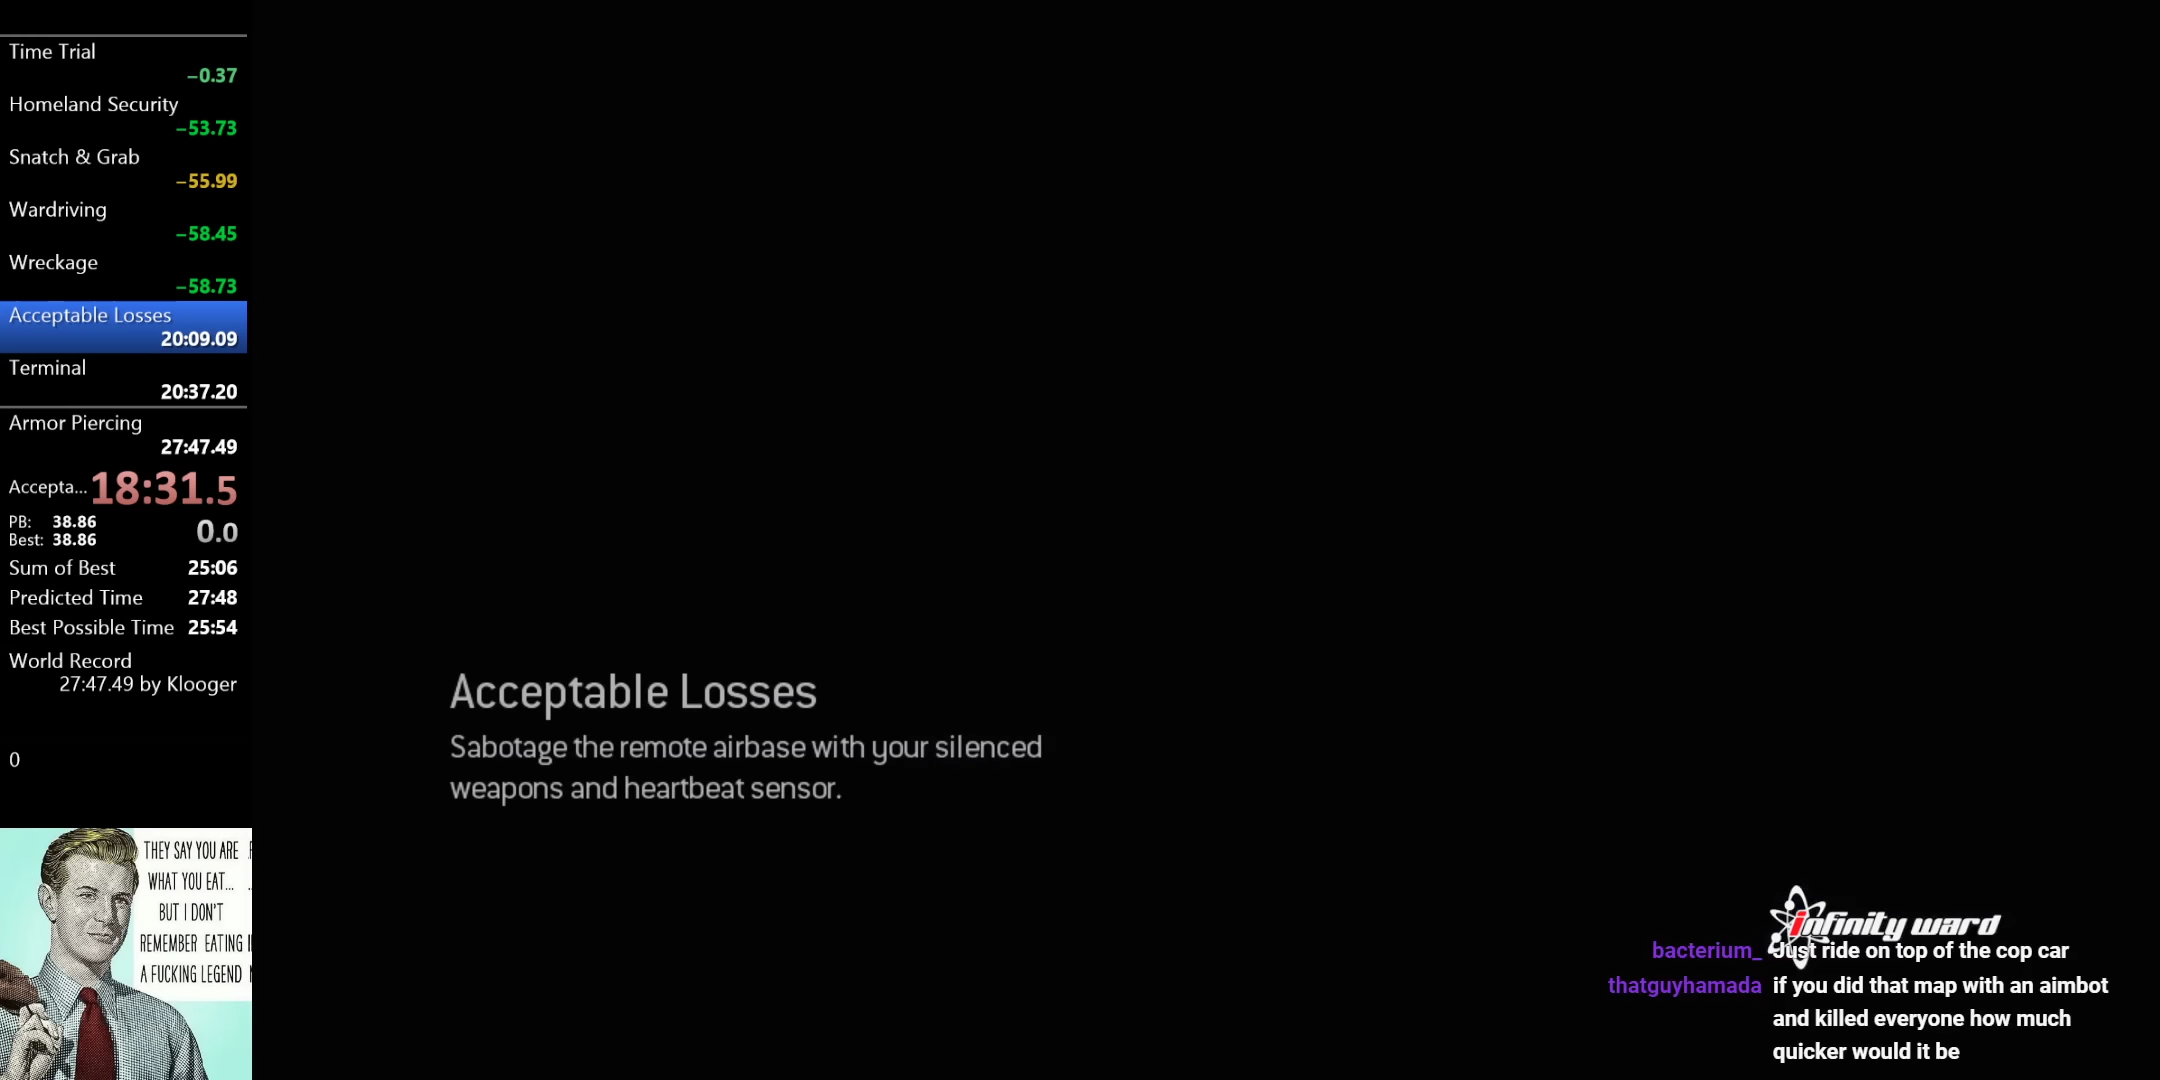 Time Trial
−0.37
Homeland Security
−53.73
Snatch & Grab
−55.99
Wardriving
−58.45
Wreckage
−58.73
Acceptable Losses
20:09.09
Terminal
20:37.20
Armor Piercing
27:47.49
Accepta... 18:31.5
PB: 38.86
Best: 38.86
0.0
Sum of Best 25:06
Predicted Time 27:48
Best Possible Time 25:54
World Record
27:47.49 by Klooger
0
THEY SAY YOU ARE
WHAT YOU EAT...
BUT I DON'T
REMEMBER EATING
A FUCKING LEGEND
Acceptable Losses
Sabotage the remote airbase with your silenced
weapons and heartbeat sensor.
infinity ward
bacterium_ Just ride on top of the cop car
thatguyhamada if you did that map with an aimbot
and killed everyone how much
quicker would it be